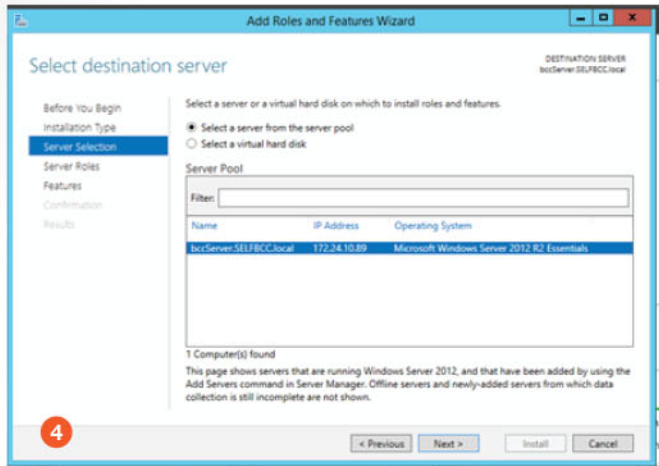 Add Roles and Features Wizard
Select destination server
DESTINATION SERVER
bccServer.SELFBCC.local
Before You Begin
Installation Type
Server Selection
Server Roles
Features
Confirmation
Results
Select a server or a virtual hard disk on which to install roles and features.
Select a server from the server pool
Select a virtual hard disk
Server Pool
Filter:
Name IP Address Operating System
bccServer.SELFBCC.local 172.24.10.89 Microsoft Windows Server 2012 R2 Essentials
1 Computer(s) found
This page shows servers that are running Windows Server 2012, and that have been added by using the
Add Servers command in Server Manager. Offline servers and newly-added servers from which data
collection is still incomplete are not shown.
4
< Previous Next > Install Cancel